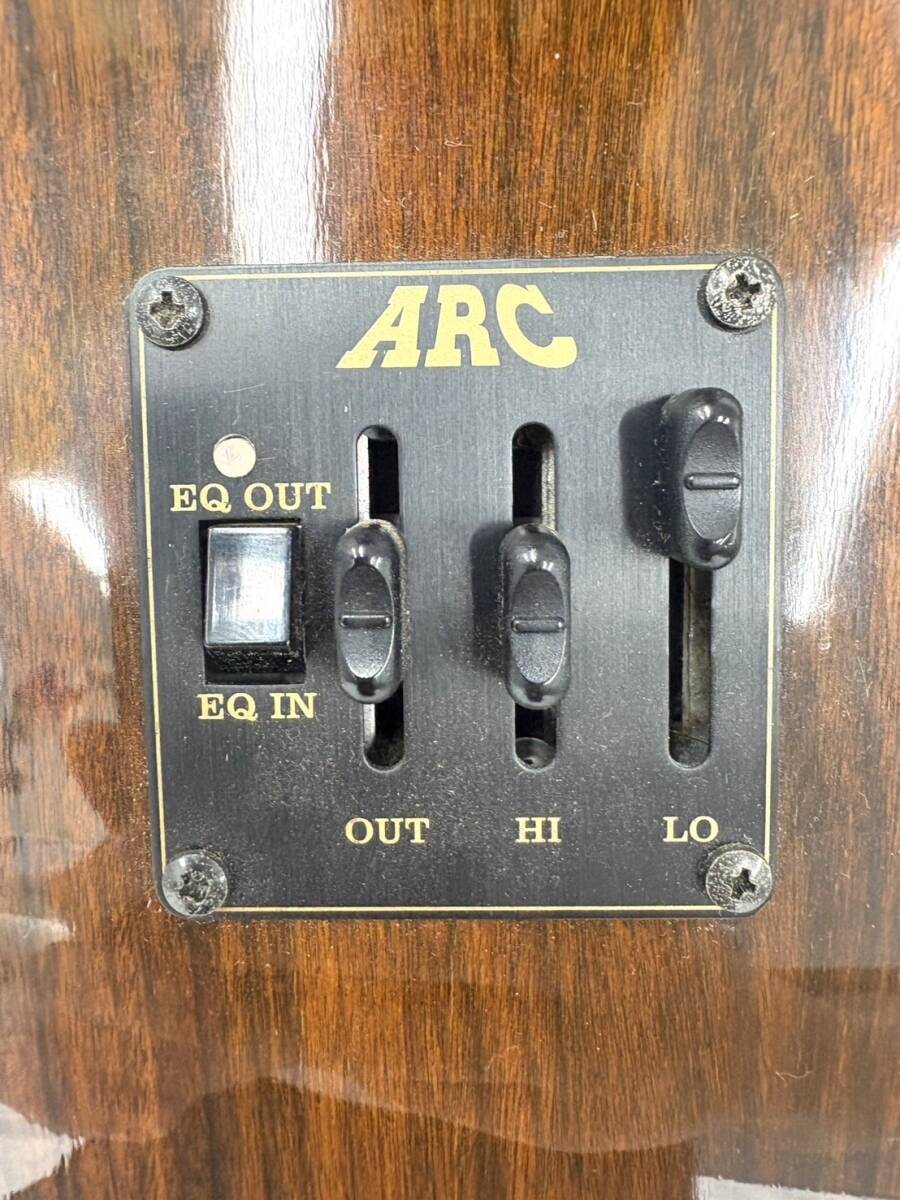 ARC
EQ OUT
EQ IN
OUT HI LO